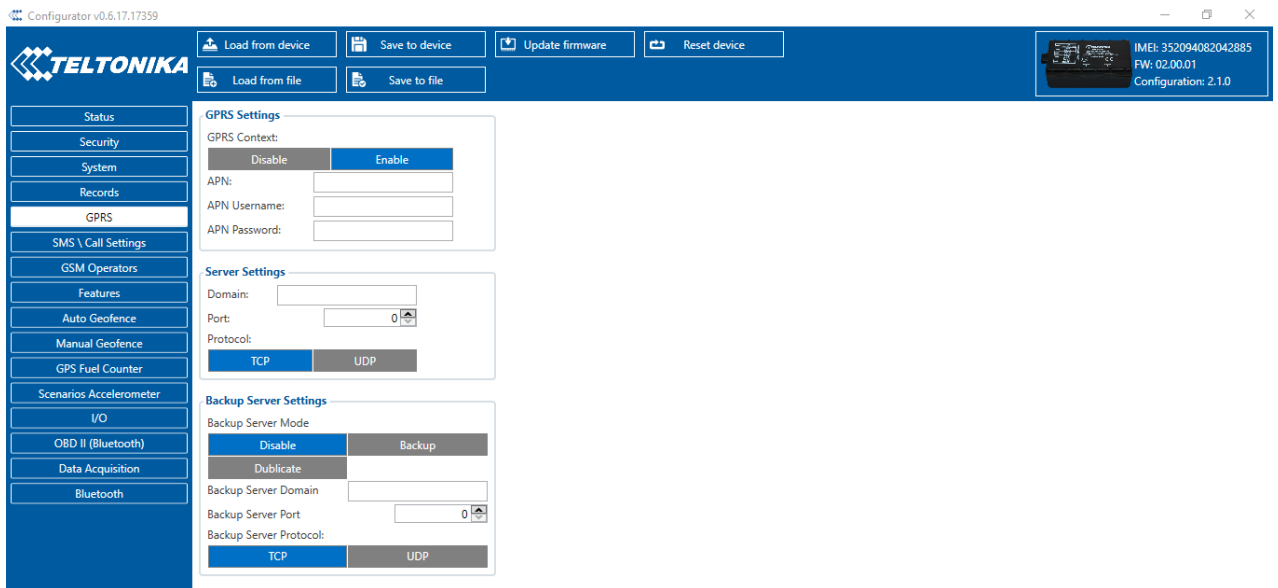 Configurator v0.6.17.17359
TELTONIKA
Load from device
Save to device
Update firmware
Reset device
Load from file
Save to file
IMEI: 352094082042885
FW: 02.00.01
Configuration: 2.1.0
Status
Security
System
Records
GPRS
SMS \ Call Settings
GSM Operators
Features
Auto Geofence
Manual Geofence
GPS Fuel Counter
Scenarios Accelerometer
I/O
OBD II (Bluetooth)
Data Acquisition
Bluetooth
GPRS Settings
GPRS Context:
Disable Enable
APN:
APN Username:
APN Password:
Server Settings
Domain:
Port: 0
Protocol:
TCP UDP
Backup Server Settings
Backup Server Mode
Disable Backup
Dublicate
Backup Server Domain
Backup Server Port 0
Backup Server Protocol:
TCP UDP